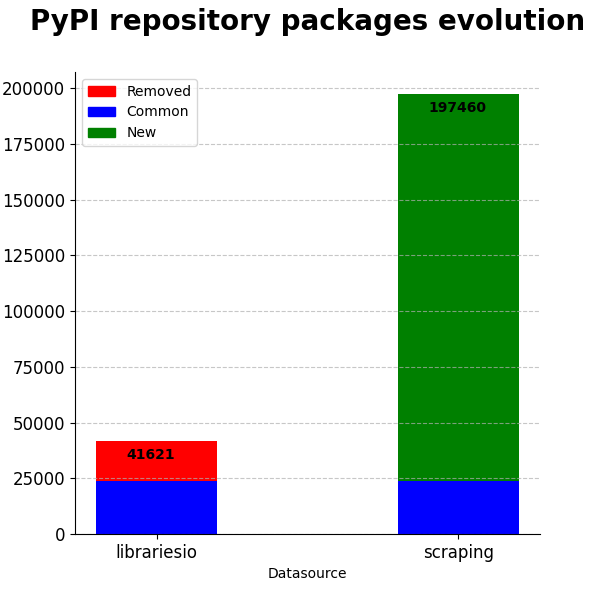 PyPI repository packages evolution
Removed
Common
New
200000
175000
150000
125000
100000
75000
50000
25000
0
197460
41621
librariesio
scraping
Datasource